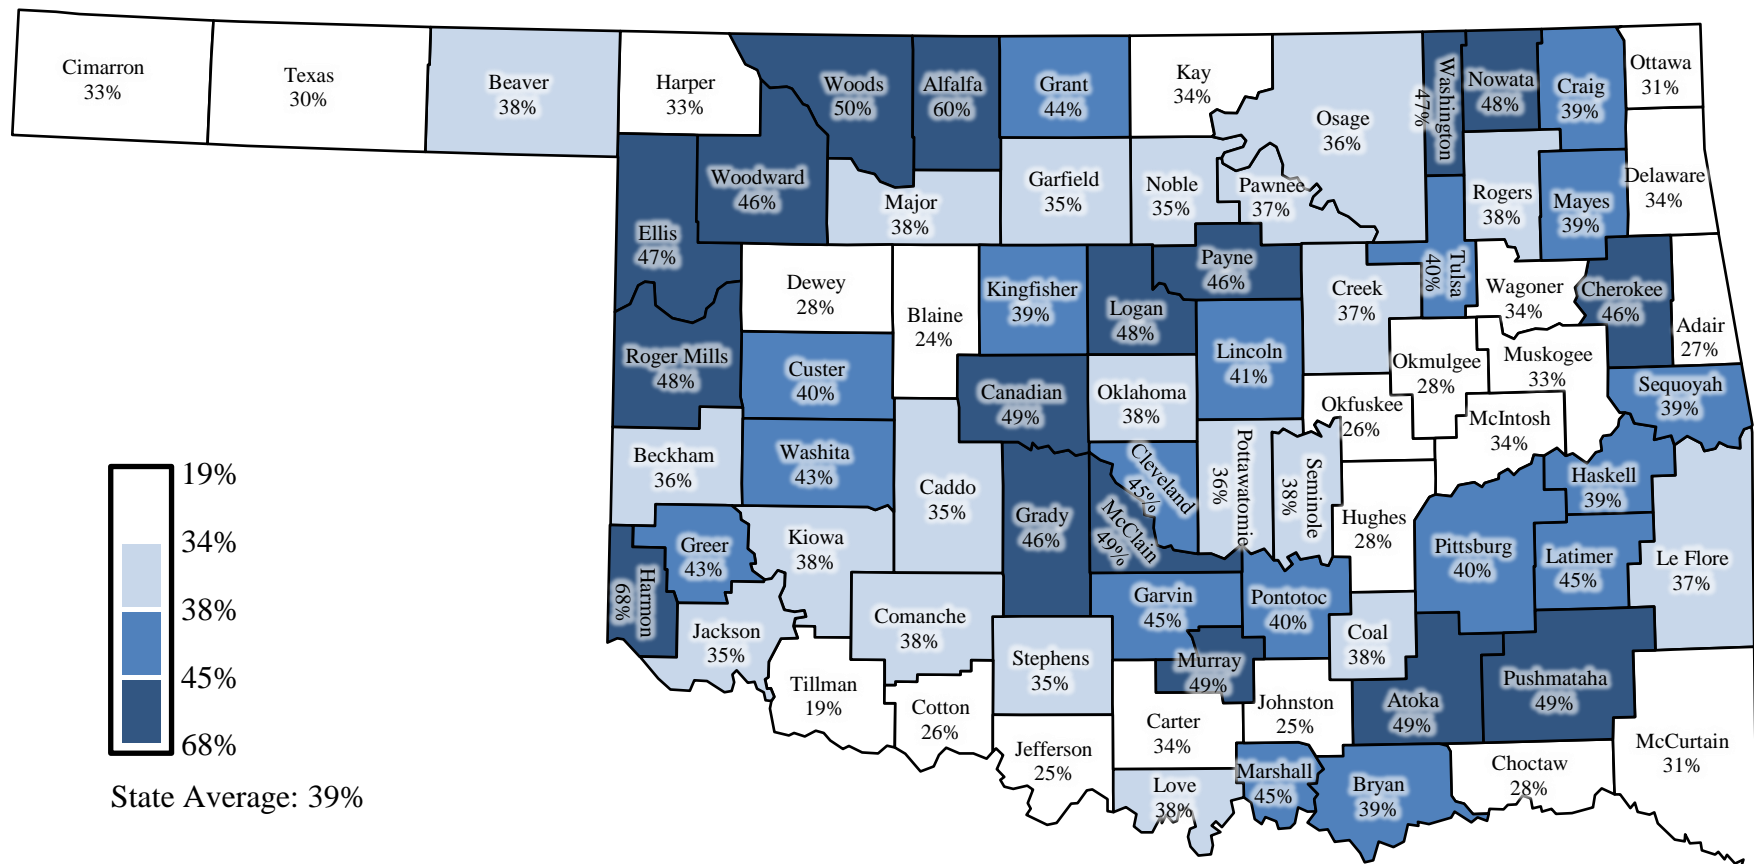 Cimarron
33%
Texas
30%
Beaver
38%
Harper
33%
Woods
50%
Alfalfa
60%
Grant
44%
Kay
34%
Osage
36%
Washington
47%
Nowata
48%
Craig
39%
Ottawa
31%
Woodward
46%
Major
38%
Garfield
35%
Noble
35%
Pawnee
37%
Rogers
38%
Mayes
39%
Delaware
34%
Ellis
47%
Dewey
28%
Blaine
24%
Kingfisher
39%
Logan
48%
Payne
46%
Creek
37%
Tulsa
40%
Wagoner
34%
Cherokee
46%
Adair
27%
Roger Mills
48%
Custer
40%
Canadian
49%
Oklahoma
38%
Lincoln
41%
Okmulgee
28%
Muskogee
33%
Sequoyah
39%
Okfuskee
26%
McIntosh
34%
Beckham
36%
Washita
43%
Caddo
35%
Grady
46%
Cleveland
45%
McClain
49%
Pottawatomie
36%
Seminole
38%
Hughes
28%
Haskell
39%
Pittsburg
40%
Latimer
45%
Le Flore
37%
Greer
43%
Kiowa
38%
Harmon
68%
Jackson
35%
Comanche
38%
Garvin
45%
Pontotoc
40%
Coal
38%
Tillman
19%
Cotton
26%
Stephens
35%
Murray
49%
Johnston
25%
Atoka
49%
Pushmataha
49%
Jefferson
25%
Carter
34%
Love
38%
Marshall
45%
Bryan
39%
Choctaw
28%
McCurtain
31%
19%
34%
38%
45%
68%
State Average: 39%